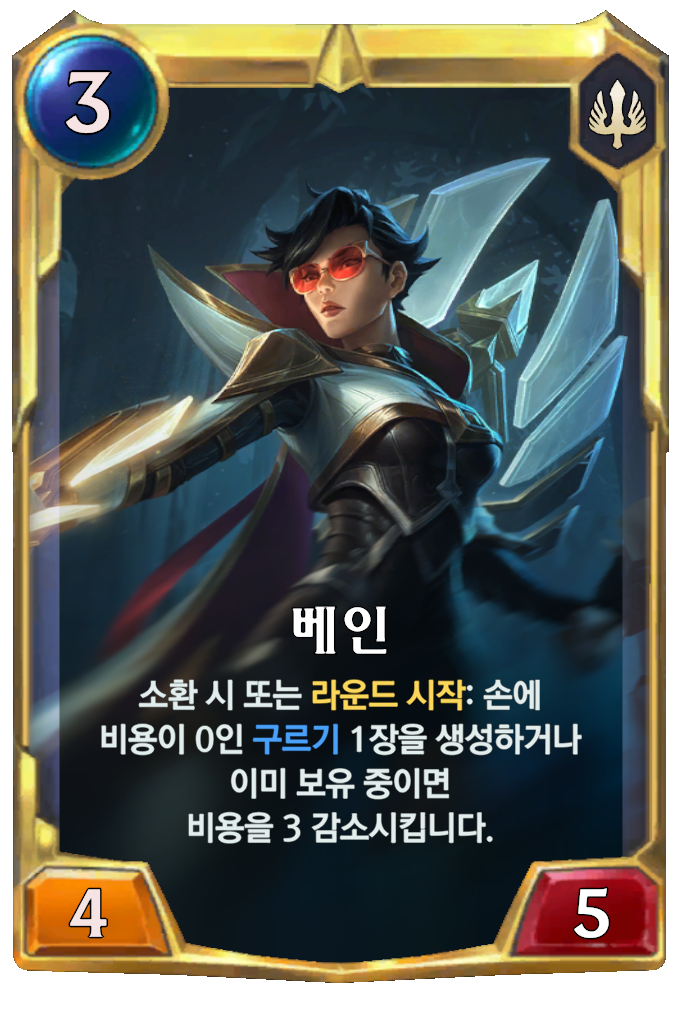 3
베인
소환 시 또는 라운드 시작: 손에
비용이 0인 구르기 1장을 생성하거나
이미 보유 중이면
비용을 3 감소시킵니다.
4
5